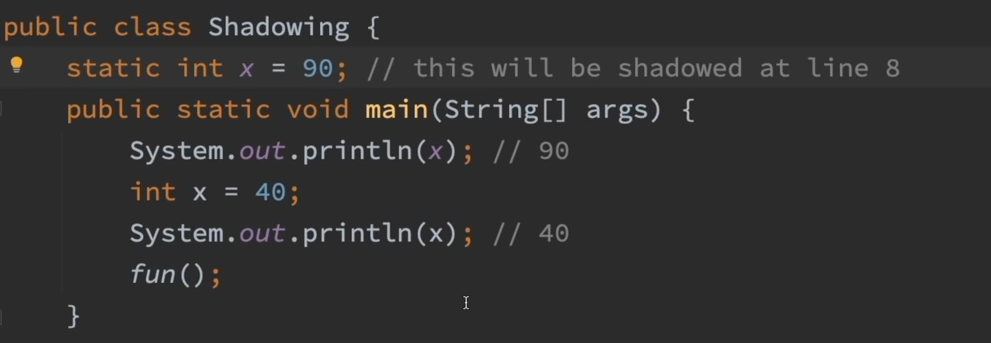 public class Shadowing {
    static int x = 90; // this will be shadowed at line 8
    public static void main(String[] args) {
        System.out.println(x); // 90
        int x = 40;
        System.out.println(x); // 40
        fun();
    }